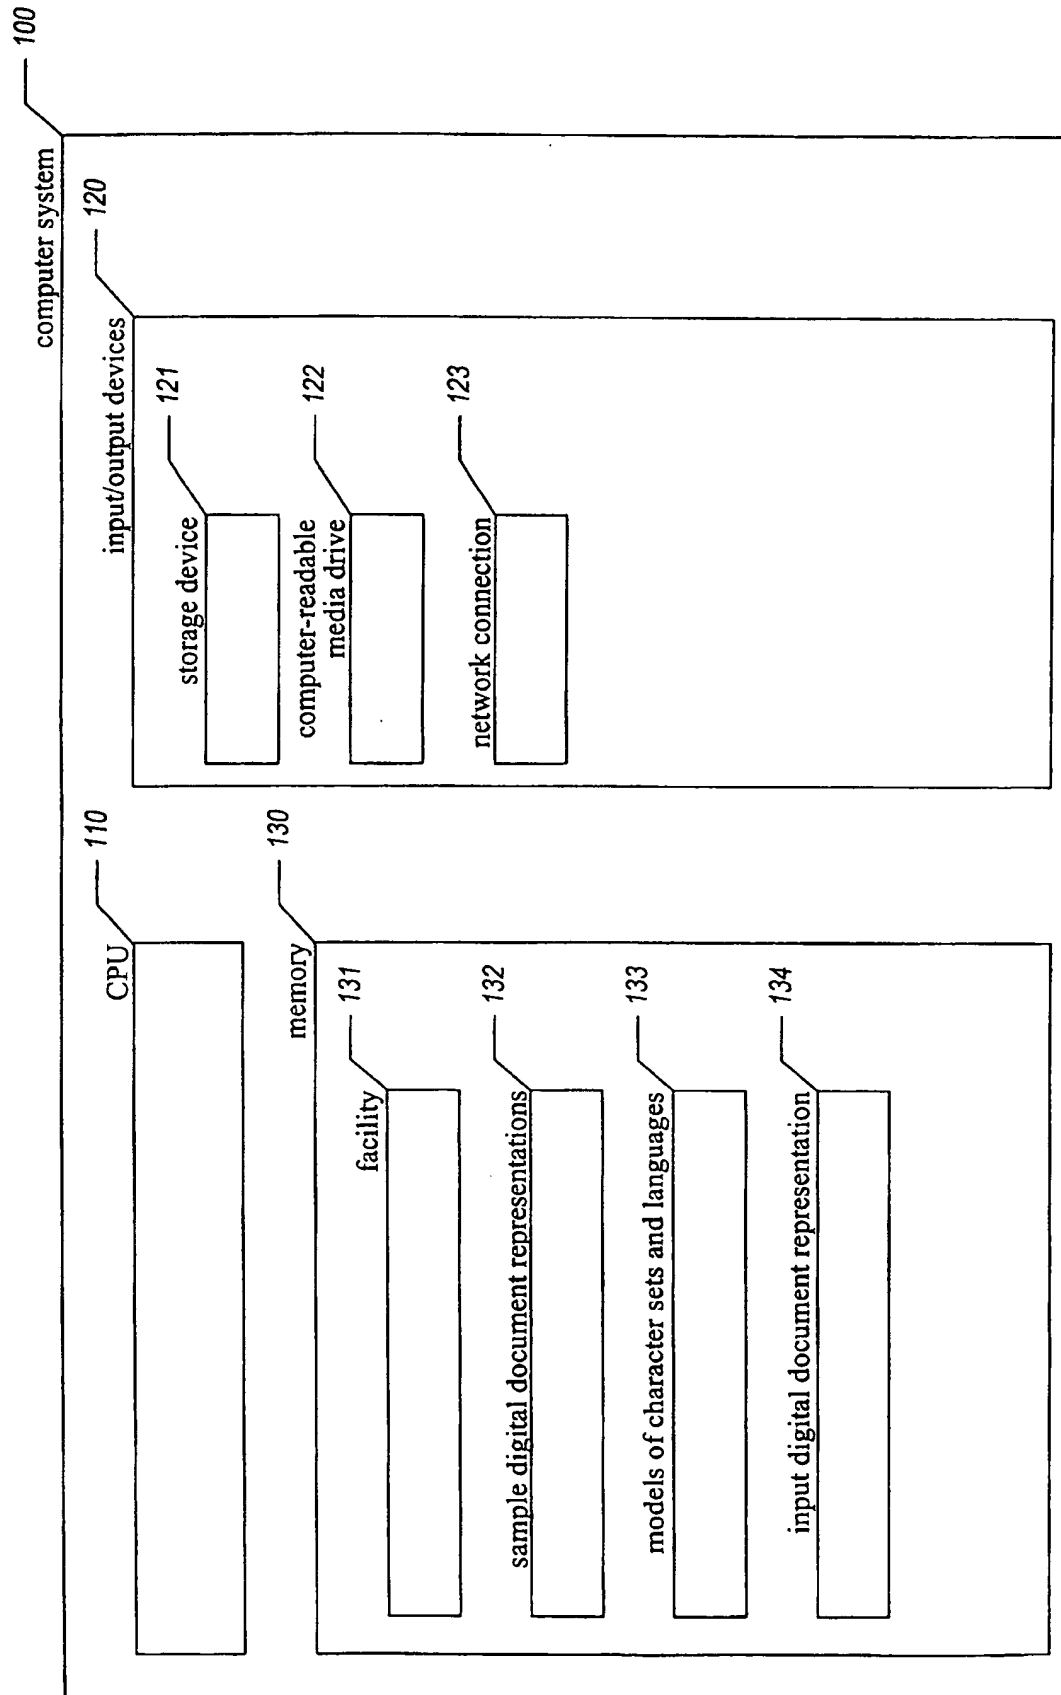 100
computer system
110
CPU
120
input/output devices
130
memory
121
storage device
131
facility
122
computer-readable
media drive
132
sample digital document representations
123
network connection
133
models of character sets and languages
134
input digital document representation